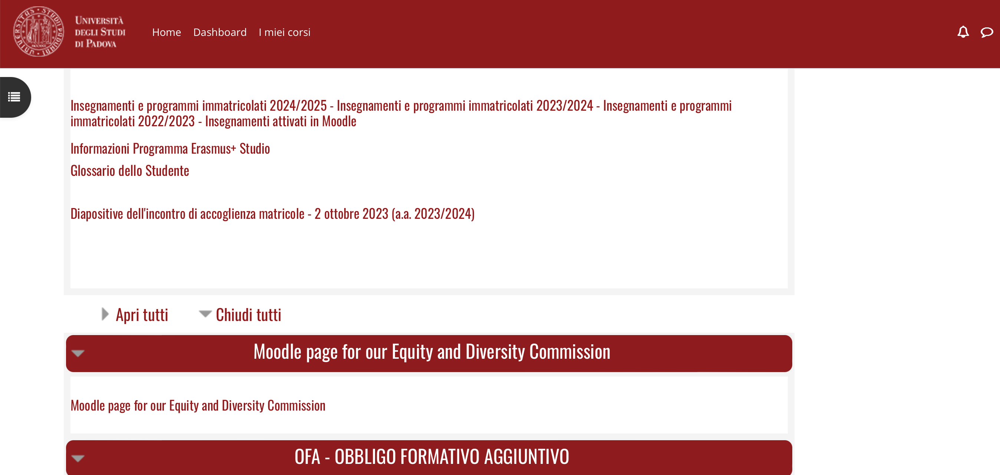 UNIVERSITÀ
DEGLI STUDI
DI PADOVA
Home Dashboard I miei corsi
Insegnamenti e programmi immatricolati 2024/2025 - Insegnamenti e programmi immatricolati 2023/2024 - Insegnamenti e programmi
immatricolati 2022/2023 - Insegnamenti attivati in Moodle
Informazioni Programma Erasmus+ Studio
Glossario dello Studente
Diapositive dell'incontro di accoglienza matricole - 2 ottobre 2023 (a.a. 2023/2024)
Apri tutti Chiudi tutti
Moodle page for our Equity and Diversity Commission
Moodle page for our Equity and Diversity Commission
OFA - OBBLIGO FORMATIVO AGGIUNTIVO